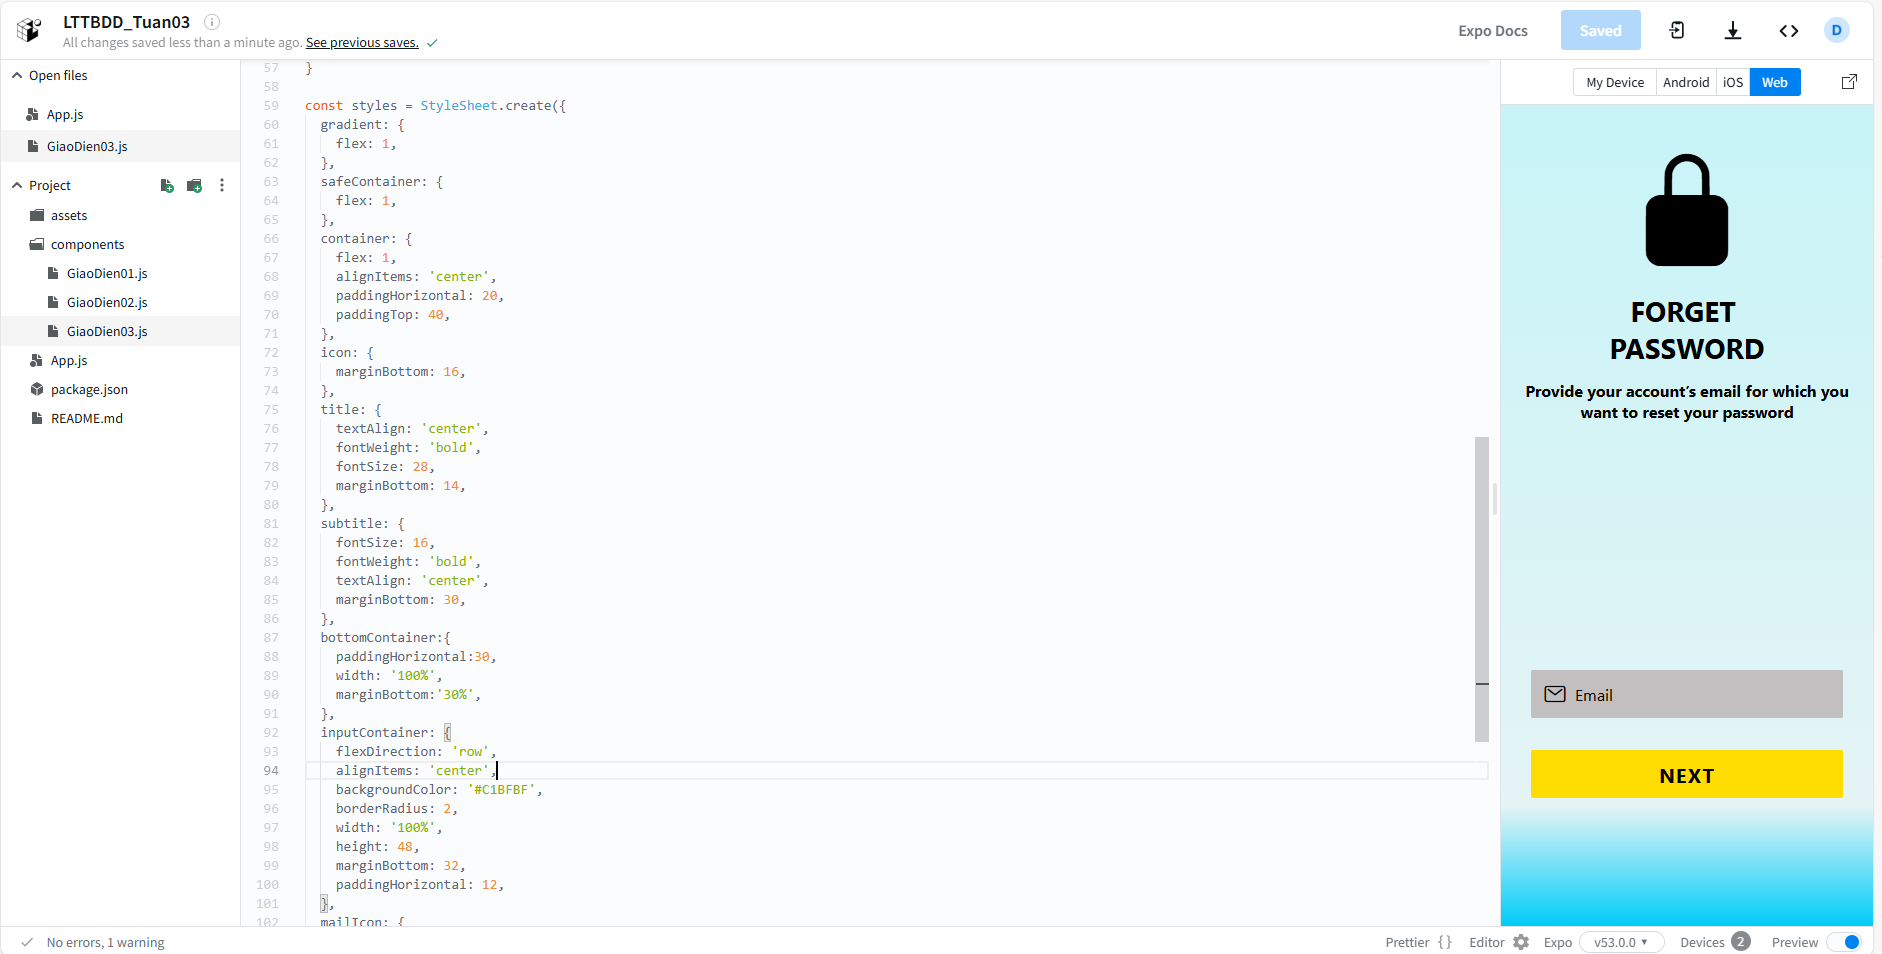 LTTBDD_Tuan03
All changes saved less than a minute ago. See previous saves.
Expo Docs
Saved
D
Open files
App.js
GiaoDien03.js
Project
assets
components
GiaoDien01.js
GiaoDien02.js
GiaoDien03.js
App.js
package.json
README.md
57 }
58
59 const styles = StyleSheet.create({
60 gradient: {
61 flex: 1,
62 },
63 safeContainer: {
64 flex: 1,
65 },
66 container: {
67 flex: 1,
68 alignItems: 'center',
69 paddingHorizontal: 20,
70 paddingTop: 40,
71 },
72 icon: {
73 marginBottom: 16,
74 },
75 title: {
76 textAlign: 'center',
77 fontWeight: 'bold',
78 fontSize: 28,
79 marginBottom: 14,
80 },
81 subtitle: {
82 fontSize: 16,
83 fontWeight: 'bold',
84 textAlign: 'center',
85 marginBottom: 30,
86 },
87 bottomContainer:{
88 paddingHorizontal:30,
89 width: '100%',
90 marginBottom:'30%',
91 },
92 inputContainer: {
93 flexDirection: 'row',
94 alignItems: 'center',
95 backgroundColor: '#C1BFBF',
96 borderRadius: 2,
97 width: '100%',
98 height: 48,
99 marginBottom: 32,
100 paddingHorizontal: 12,
101 },
102 mailIcon: {
My Device
Android
iOS
Web
FORGET
PASSWORD
Provide your account's email for which you
want to reset your password
Email
NEXT
No errors, 1 warning
Prettier {}
Editor
Expo
v53.0.0
Devices 2
Preview